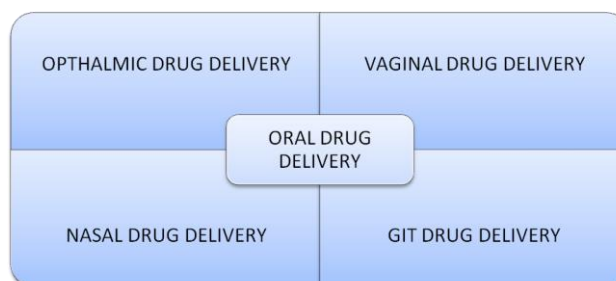 OPTHALMIC DRUG DELIVERY
VAGINAL DRUG DELIVERY
ORAL DRUG
DELIVERY
NASAL DRUG DELIVERY
GIT DRUG DELIVERY